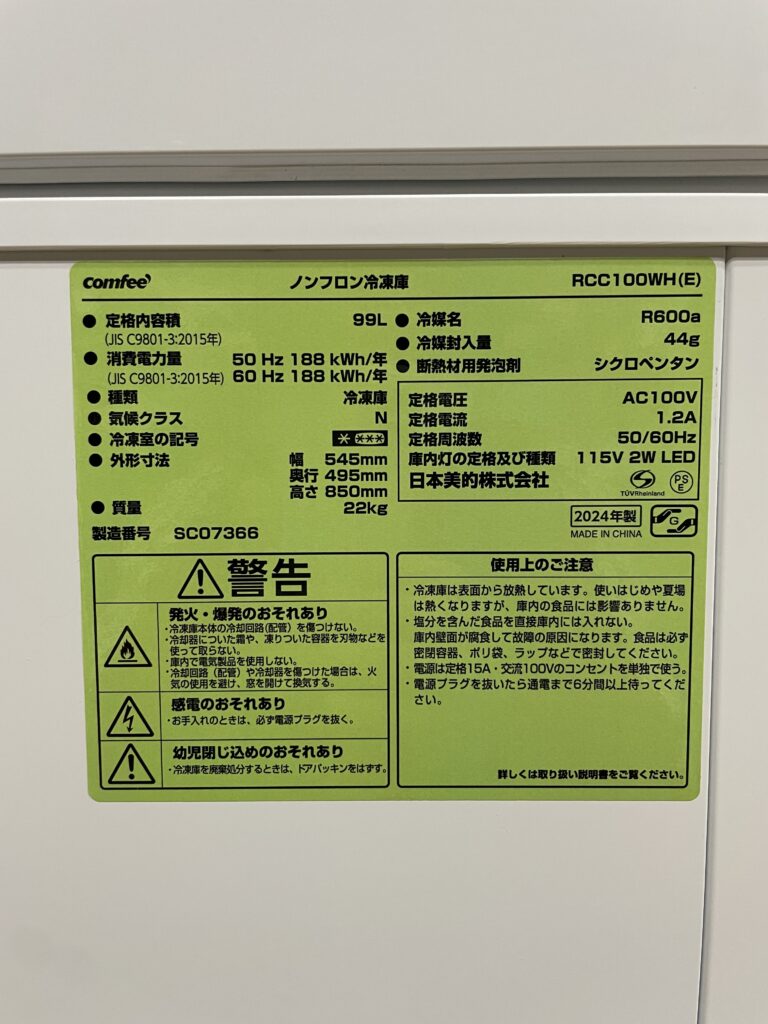 comfee'
ノンフロン冷凍庫
RCC100WH(E)
● 定格内容積 99L
(JIS C9801-3:2015年)
● 消費電力量 50 Hz 188 kWh/年
(JIS C9801-3:2015年) 60 Hz 188 kWh/年
● 種類 冷凍庫
● 気候クラス N
● 冷凍室の記号
● 外形寸法 幅 545mm
奥行 495mm
高さ 850mm
● 質量 22kg
製造番号 SC07366
● 冷媒名 R600a
● 冷媒封入量 44g
● 断熱材用発泡剤 シクロペンタン
定格電圧 AC100V
定格電流 1.2A
定格周波数 50/60Hz
庫内灯の定格及び種類 115V 2W LED
日本美的株式会社
TÜVRheinland
PS
E
2024年製
MADE IN CHINA
G
警告
発火・爆発のおそれあり
・冷凍庫本体の冷却回路(配管)を傷つけない。
・冷却器についた霜や、凍りついた容器を刃物などを
使って取らない。
・庫内で電気製品を使用しない。
・冷却回路（配管）や冷却器を傷つけた場合は、火
気の使用を避け、窓を開けて換気する。
感電のおそれあり
・お手入れのときは、必ず電源プラグを抜く。
幼児閉じ込めのおそれあり
・冷凍庫を廃棄処分するときは、ドアパッキンをはずす。
使用上のご注意
・冷凍庫は表面から放熱しています。使いはじめや夏場
は熱くなりますが、庫内の食品には影響ありません。
・塩分を含んだ食品を直接庫内には入れない。
庫内壁面が腐食して故障の原因になります。食品は必ず
密閉容器、ポリ袋、ラップなどで密封してください。
・電源は定格15A・交流100Vのコンセントを単独で使う。
・電源プラグを抜いたら通電まで6分間以上待ってくだ
さい。
詳しくは取り扱い説明書をご覧ください。